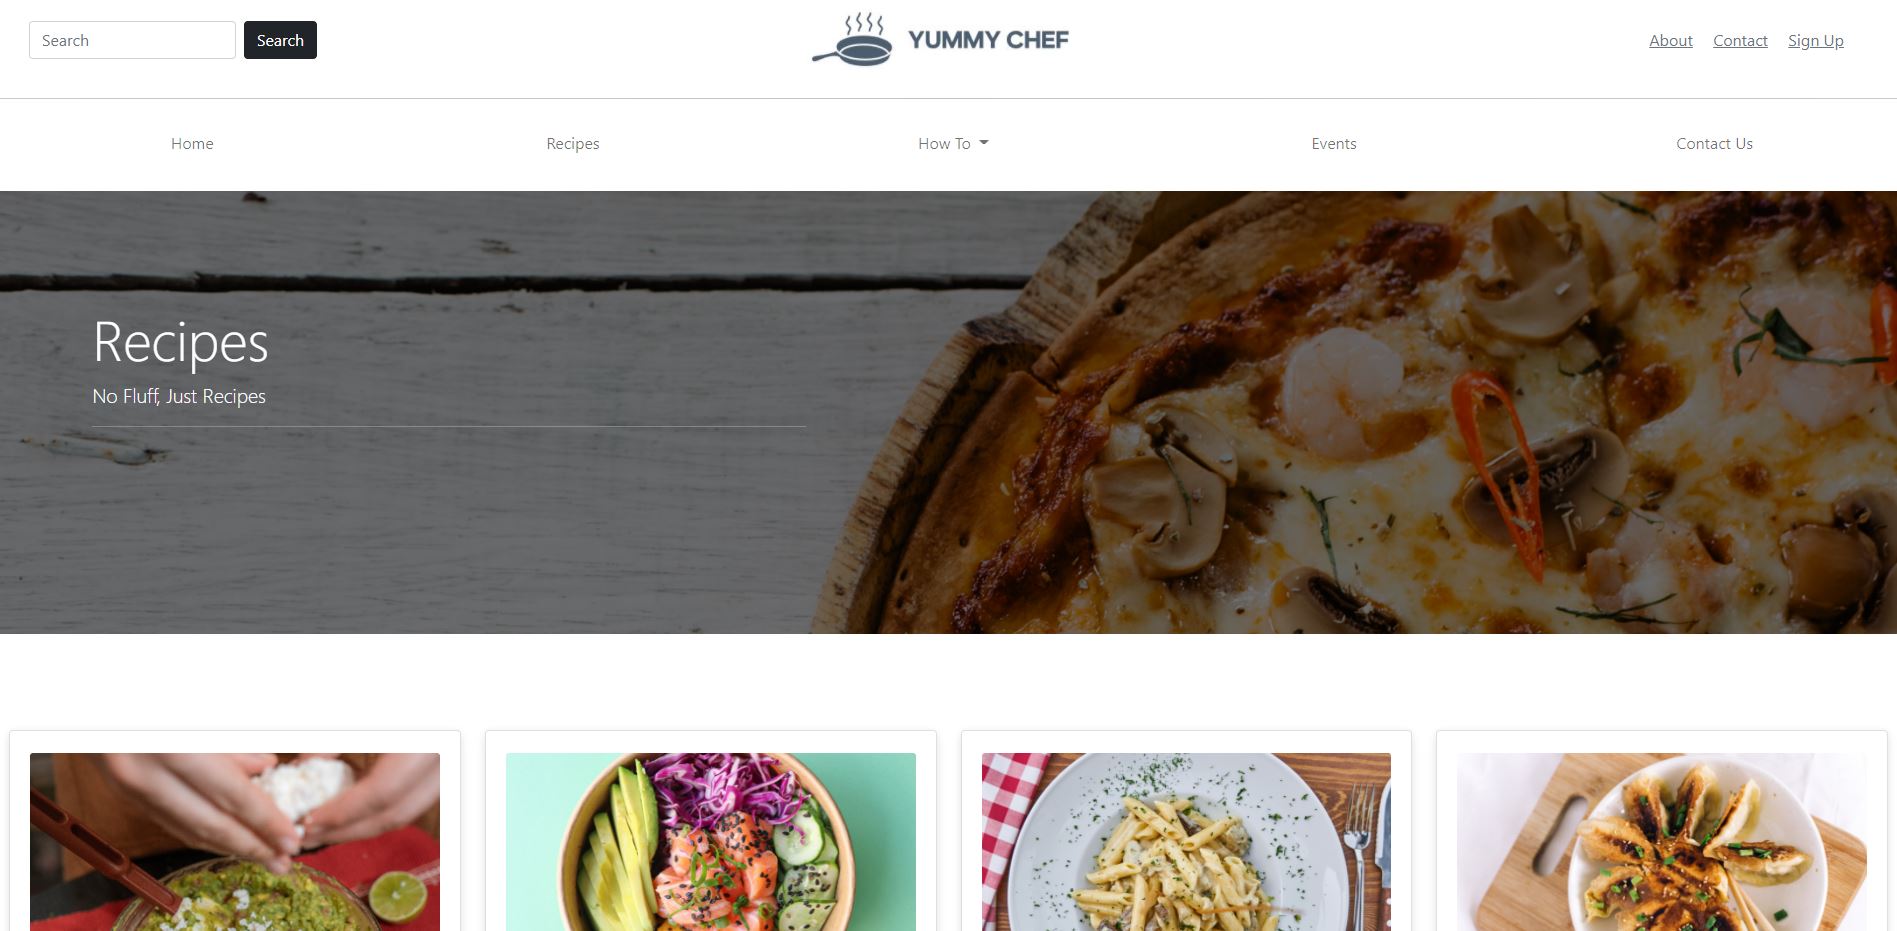 Search
Search
YUMMY CHEF
About
Contact
Sign Up
Home
Recipes
How To
Events
Contact Us
Recipes
No Fluff, Just Recipes